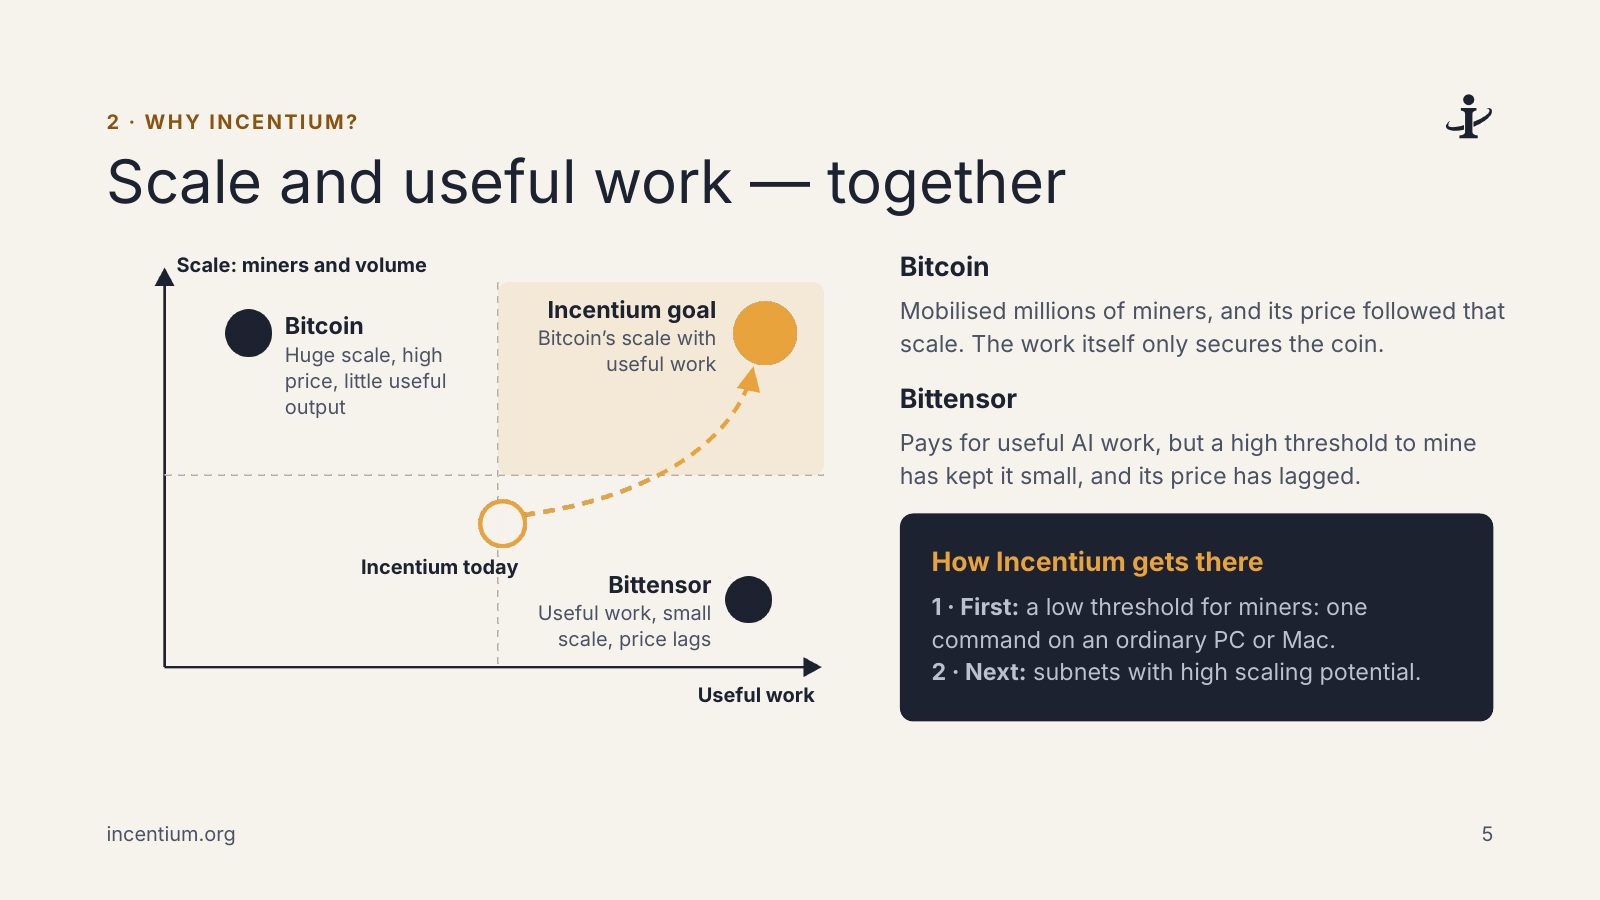 2 · WHY INCENTIUM?
Scale and useful work — together
Scale: miners and volume
Bitcoin
Huge scale, high
price, little useful
output
Incentium goal
Bitcoin’s scale with
useful work
Incentium today
Bittensor
Useful work, small
scale, price lags
Useful work
Bitcoin
Mobilised millions of miners, and its price followed that
scale. The work itself only secures the coin.
Bittensor
Pays for useful AI work, but a high threshold to mine
has kept it small, and its price has lagged.
How Incentium gets there
1 · First: a low threshold for miners: one
command on an ordinary PC or Mac.
2 · Next: subnets with high scaling potential.
incentium.org
5